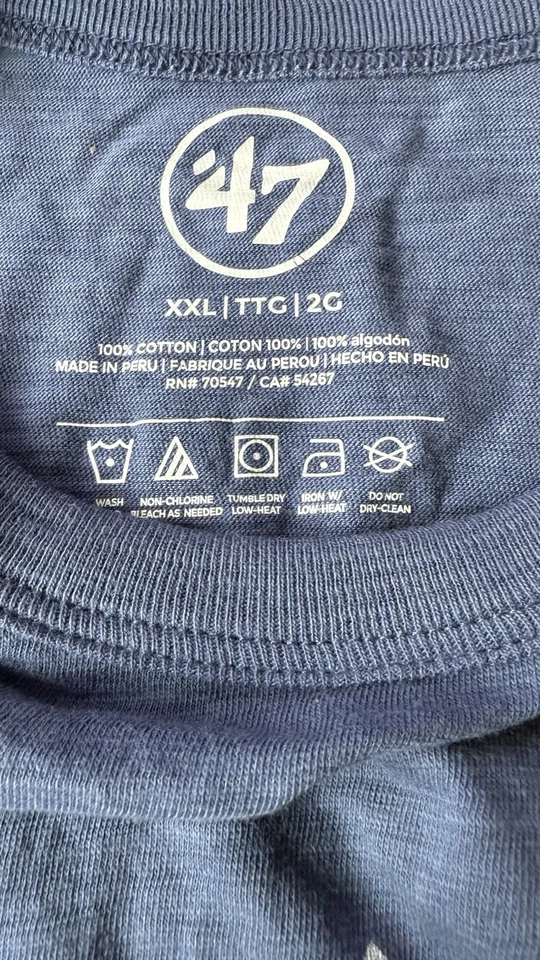 '47
XXL | TTG | 2G
100% COTTON | COTON 100% | 100% algodón
MADE IN PERU | FABRIQUE AU PEROU | HECHO EN PERÚ
RN# 70547 / CA# 54267
WASH NON-CHLORINE TUMBLE DRY IRON W/ DO NOT
BLEACH AS NEEDED LOW-HEAT LOW-HEAT DRY-CLEAN